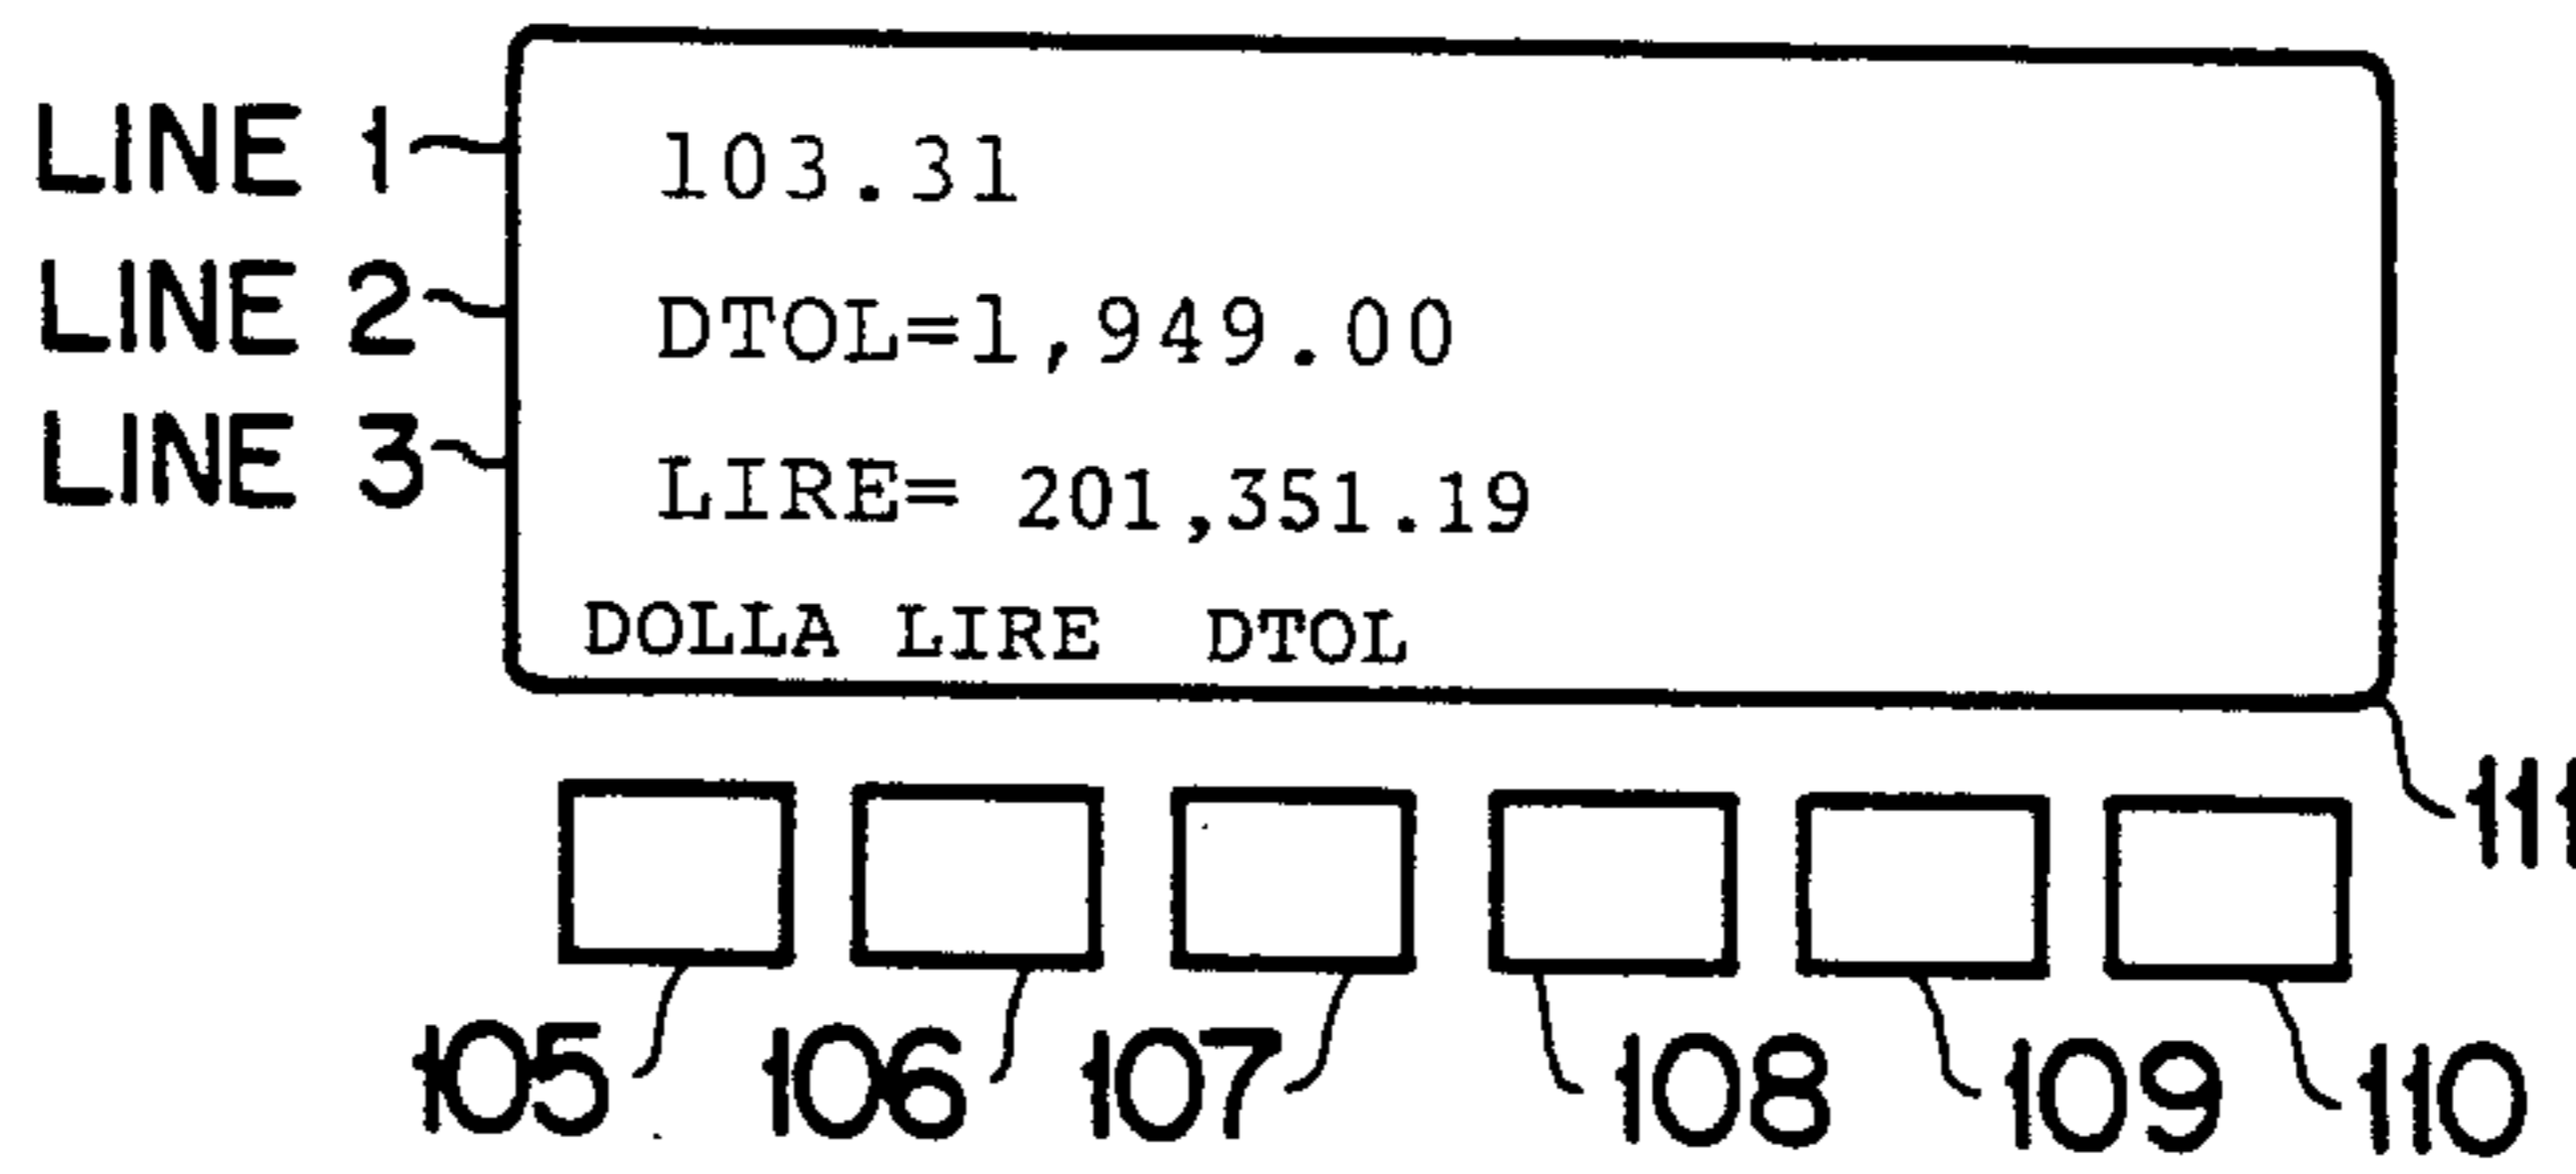 LINE 1 103.31
LINE 2 DTOL=1,949.00
LINE 3 LIRE= 201,351.19
DOLLA LIRE DTOL
111
105 106 107 108 109 110